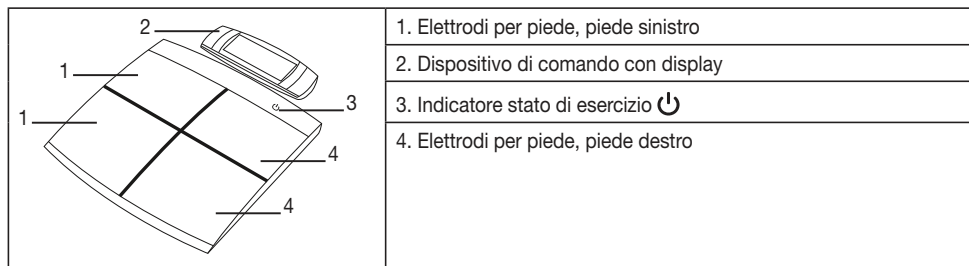 2
1
3
1
4
4
1. Elettrodi per piede, piede sinistro
2. Dispositivo di comando con display
3. Indicatore stato di esercizio
4. Elettrodi per piede, piede destro